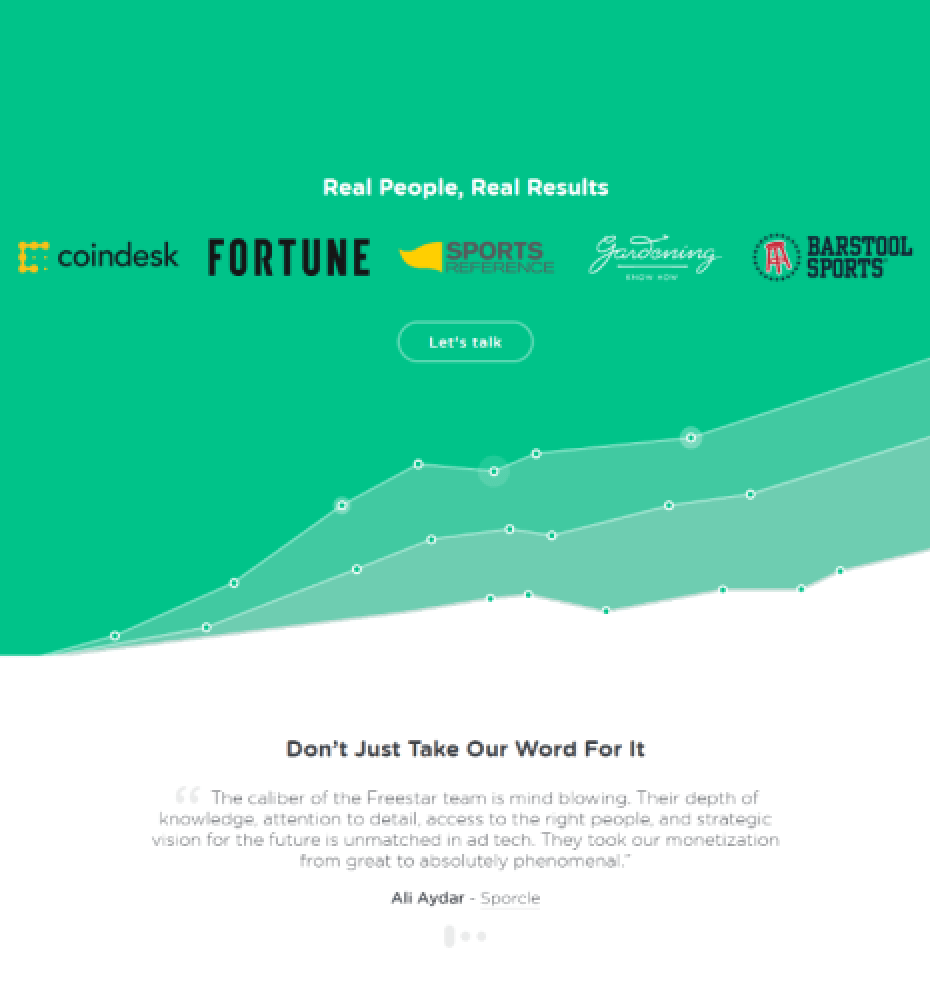 Real People, Real Results
coindesk
FORTUNE
SPORTS
REFERENCE
Gardening
KNOW HOW
BARSTOOL
SPORTS
Let's talk
Don’t Just Take Our Word For It
“ The caliber of the Freestar team is mind blowing. Their depth of
knowledge, attention to detail, access to the right people, and strategic
vision for the future is unmatched in ad tech. They took our monetization
from great to absolutely phenomenal.”
Ali Aydar - Sporcle